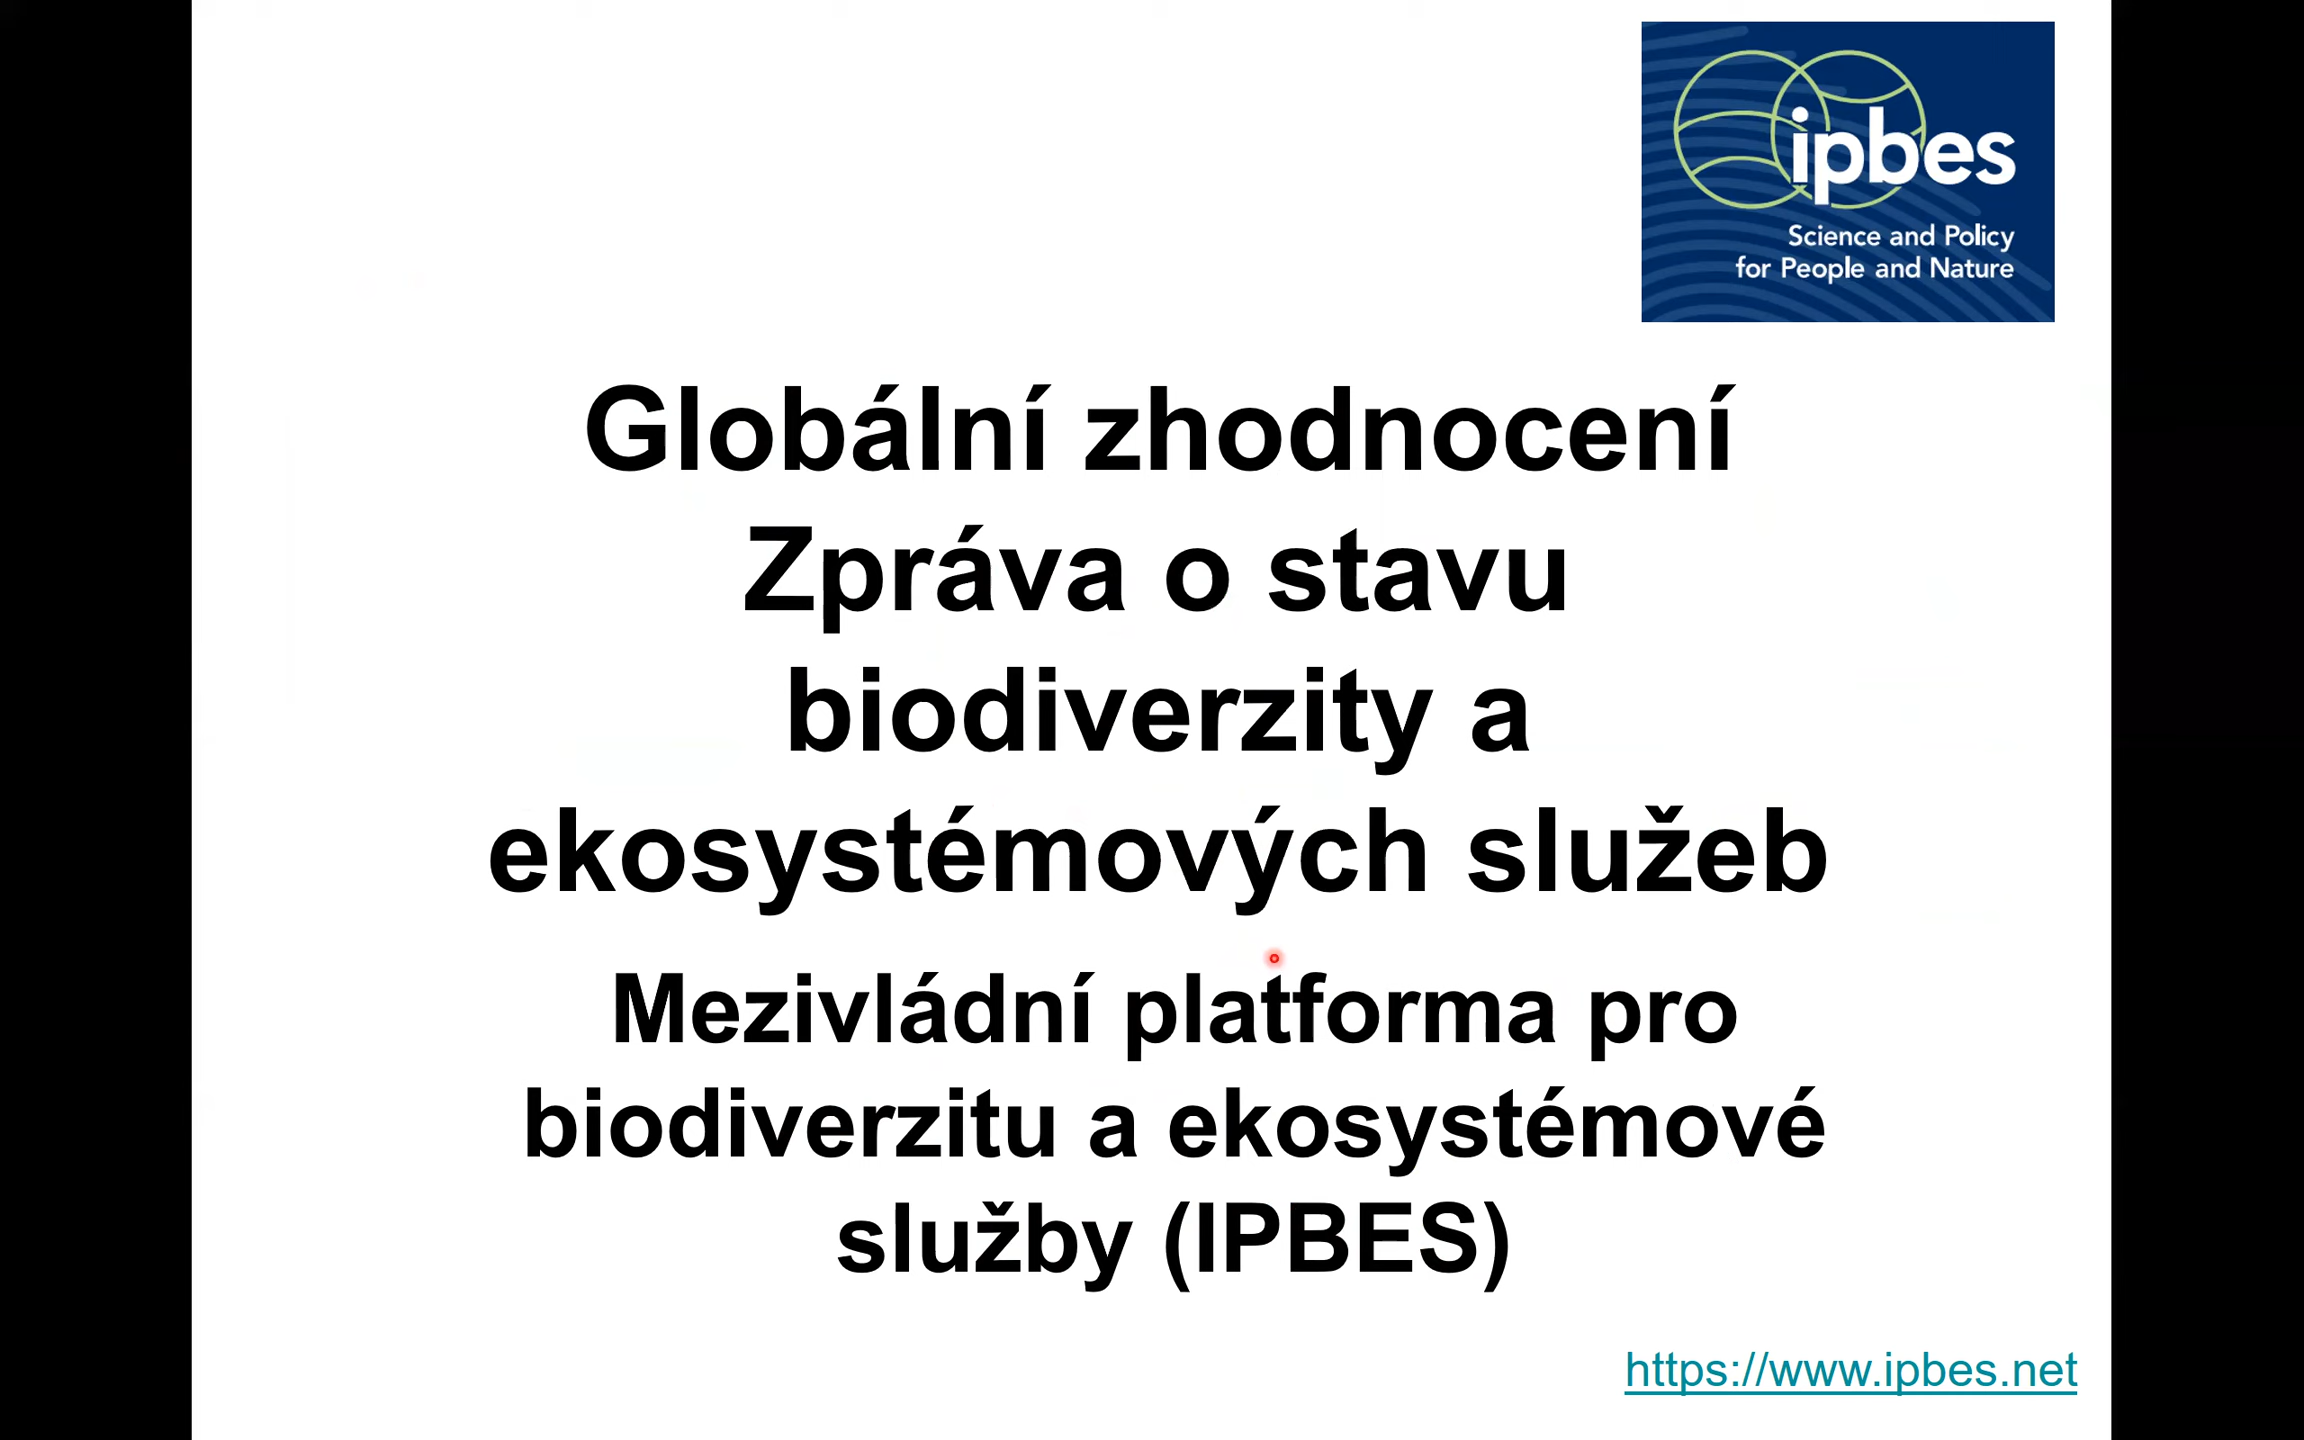 ipbes
Science and Policy
for People and Nature
Globální zhodnocení
Zpráva o stavu
biodiverzity a
ekosystémových služeb
Mezivládní platforma pro
biodiverzitu a ekosystémové
služby (IPBES)
https://www.ipbes.net